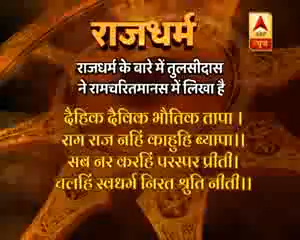 राजधर्म
abp
न्यूज़
राजधर्म के बारे में तुलसीदास
ने रामचरितमानस में लिखा है
दैहिक दैविक भौतिक तापा ।
राम राज नहिं काहुहि ब्यापा।।
सब नर करहिं परस्पर प्रीती।
चलहिं स्वधर्म निरत श्रुति नीती।।